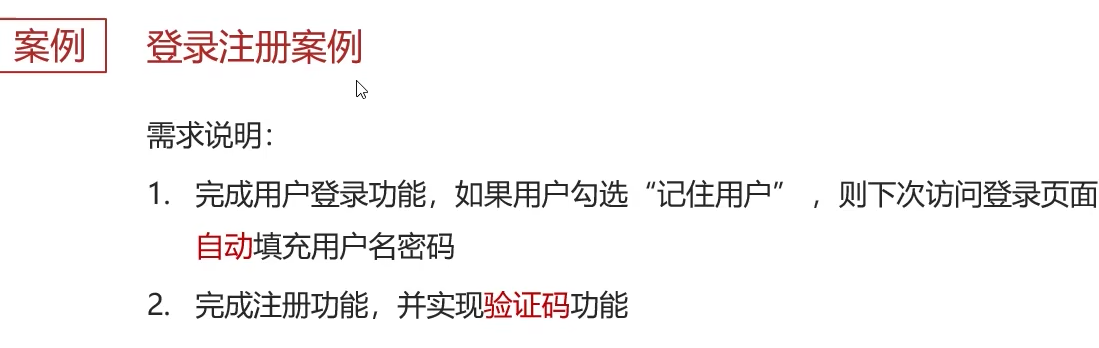 案例
登录注册案例
需求说明：
1. 完成用户登录功能，如果用户勾选“记住用户” ，则下次访问登录页面
自动填充用户名密码
2. 完成注册功能，并实现验证码功能